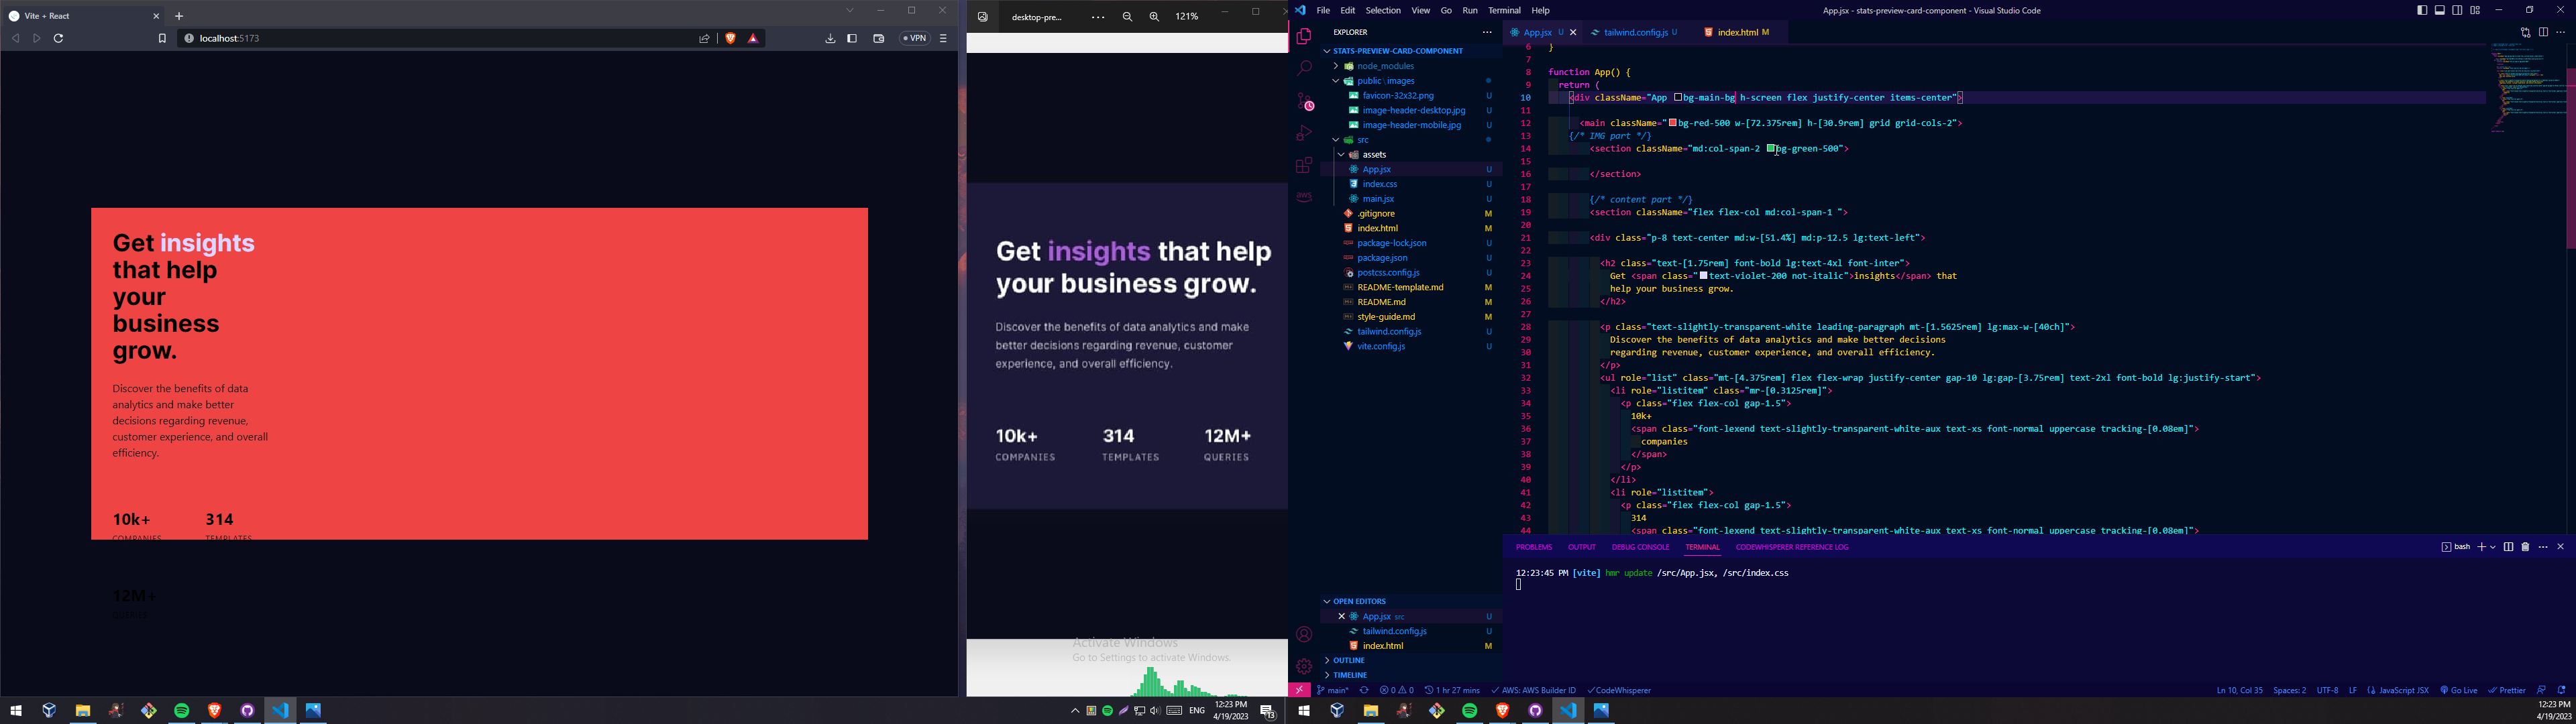 Vite + React
localhost:5173
VPN
Get insights
that help
your
business
grow.
Discover the benefits of data
analytics and make better
decisions regarding revenue,
customer experience, and overall
efficiency.
10k+ 314
COMPANIES TEMPLATES
12M+
QUERIES
desktop-pre...
121%
Get insights that help
your business grow.
Discover the benefits of data analytics and make
better decisions regarding revenue, customer
experience, and overall efficiency.
10k+ 314 12M+
COMPANIES TEMPLATES QUERIES
Activate Windows
Go to Settings to activate Windows.
ENG
12:23 PM
4/19/2023
13
File Edit Selection View Go Run Terminal Help
App.jsx - stats-preview-card-component - Visual Studio Code
EXPLORER
STATS-PREVIEW-CARD-COMPONENT
node_modules
public \ images
favicon-32x32.png U
image-header-desktop.jpg U
image-header-mobile.jpg U
src
assets
App.jsx U
index.css U
main.jsx U
.gitignore M
index.html M
package-lock.json U
package.json U
postcss.config.js U
README-template.md M
README.md M
style-guide.md M
tailwind.config.js U
vite.config.js U
OPEN EDITORS
App.jsx src U
tailwind.config.js U
index.html M
OUTLINE
TIMELINE
App.jsx U
tailwind.config.js U
index.html M
6 }
7
8 function App() {
9 return (
10 <div className="App bg-main-bg h-screen flex justify-center items-center">
11
12 <main className="bg-red-500 w-[72.375rem] h-[30.9rem] grid grid-cols-2">
13 {/* IMG part */}
14 <section className="md:col-span-2 bg-green-500">
15
16 </section>
17
18 {/* content part */}
19 <section className="flex flex-col md:col-span-1 ">
20
21 <div class="p-8 text-center md:w-[51.4%] md:p-12.5 lg:text-left">
22
23 <h2 class="text-[1.75rem] font-bold lg:text-4xl font-inter">
24 Get <span class="text-violet-200 not-italic">insights</span> that
25 help your business grow.
26 </h2>
27
28 <p class="text-slightly-transparent-white leading-paragraph mt-[1.5625rem] lg:max-w-[40ch]">
29 Discover the benefits of data analytics and make better decisions
30 regarding revenue, customer experience, and overall efficiency.
31 </p>
32 <ul role="list" class="mt-[4.375rem] flex flex-wrap justify-center gap-10 lg:gap-[3.75rem] text-2xl font-bold lg:justify-start">
33 <li role="listitem" class="mr-[0.3125rem]">
34 <p class="flex flex-col gap-1.5">
35 10k+
36 <span class="font-lexend text-slightly-transparent-white-aux text-xs font-normal uppercase tracking-[0.08em]">
37 companies
38 </span>
39 </p>
40 </li>
41 <li role="listitem">
42 <p class="flex flex-col gap-1.5">
43 314
44 <span class="font-lexend text-slightly-transparent-white-aux text-xs font-normal uppercase tracking-[0.08em]">
PROBLEMS OUTPUT DEBUG CONSOLE TERMINAL CODEWHISPERER REFERENCE LOG
bash
12:23:45 PM [vite] hmr update /src/App.jsx, /src/index.css
main* 0 0 1 hr 27 mins AWS: AWS Builder ID CodeWhisperer
Ln 10, Col 35 Spaces: 2 UTF-8 LF JavaScript JSX Go Live Prettier
12:23 PM
4/19/2023